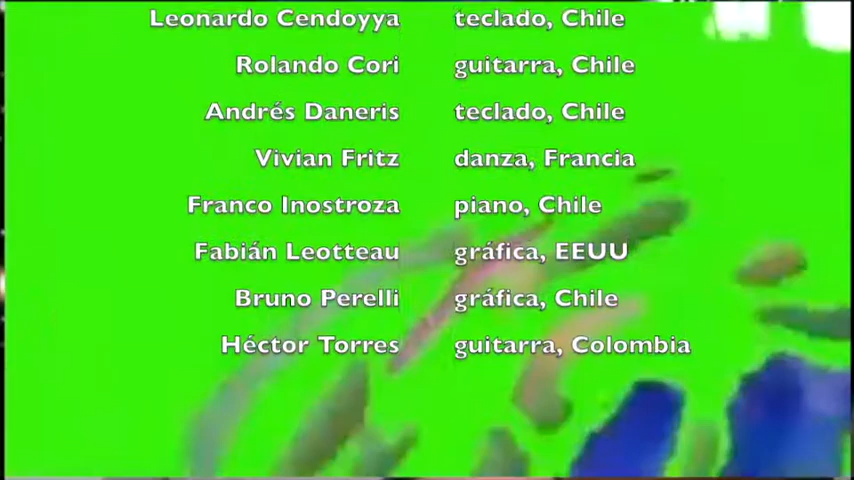 Leonardo Cendoyya teclado, Chile
Rolando Cori guitarra, Chile
Andrés Daneris teclado, Chile
Vivian Fritz danza, Francia
Franco Inostroza piano, Chile
Fabián Leotteau gráfica, EEUU
Bruno Perelli gráfica, Chile
Héctor Torres guitarra, Colombia